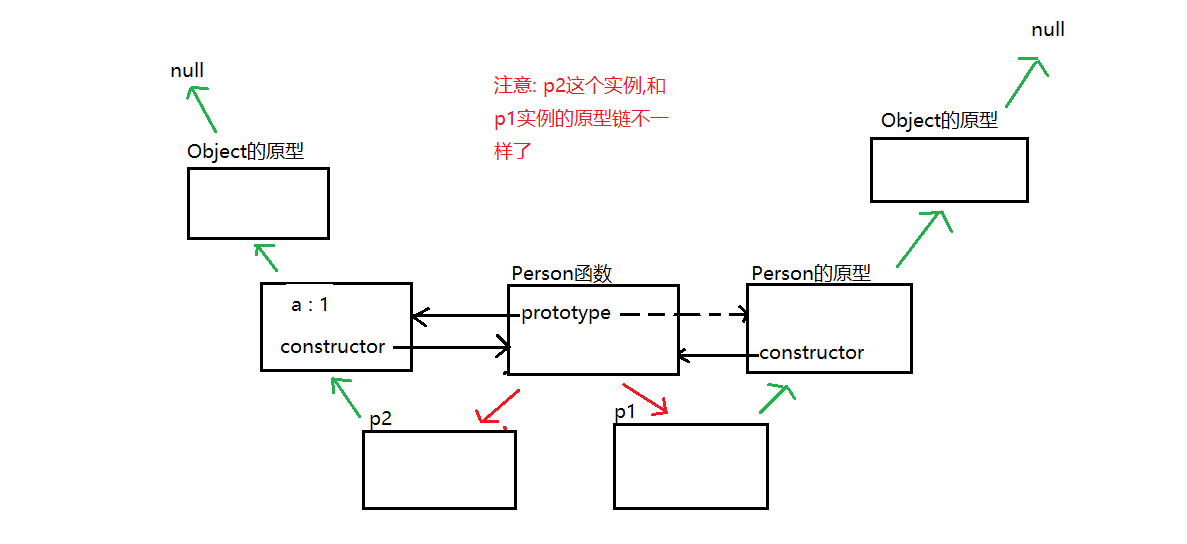 null
null
注意: p2这个实例,和
p1实例的原型链不一
样了
Object的原型
Object的原型
Person函数
Person的原型
a : 1
prototype
constructor
constructor
p2
p1